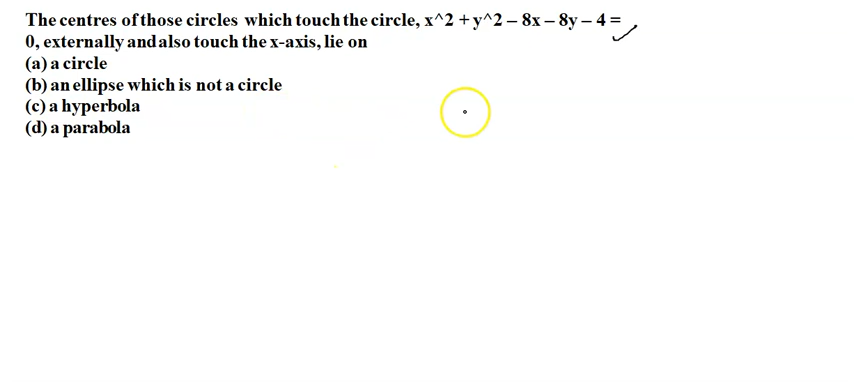 The centres of those circles which touch the circle, x^2 + y^2 – 8x – 8y – 4 =
0, externally and also touch the x-axis, lie on
(a) a circle
(b) an ellipse which is not a circle
(c) a hyperbola
(d) a parabola